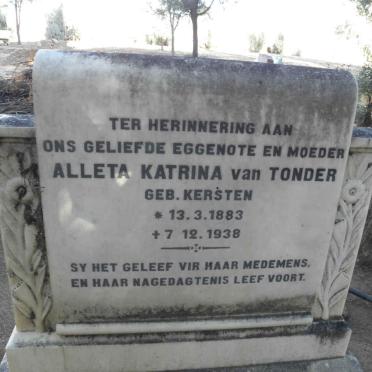 TER HERINNERING AAN
ONS GELIEFDE EGGENOTE EN MOEDER
ALLETA KATRINA van TONDER
GEB. KERSTEN
* 13.3.1883
+ 7.12.1938
SY HET GELEEF VIR HAAR MEDEMENS,
EN HAAR NAGEDAGTENIS LEEF VOORT.